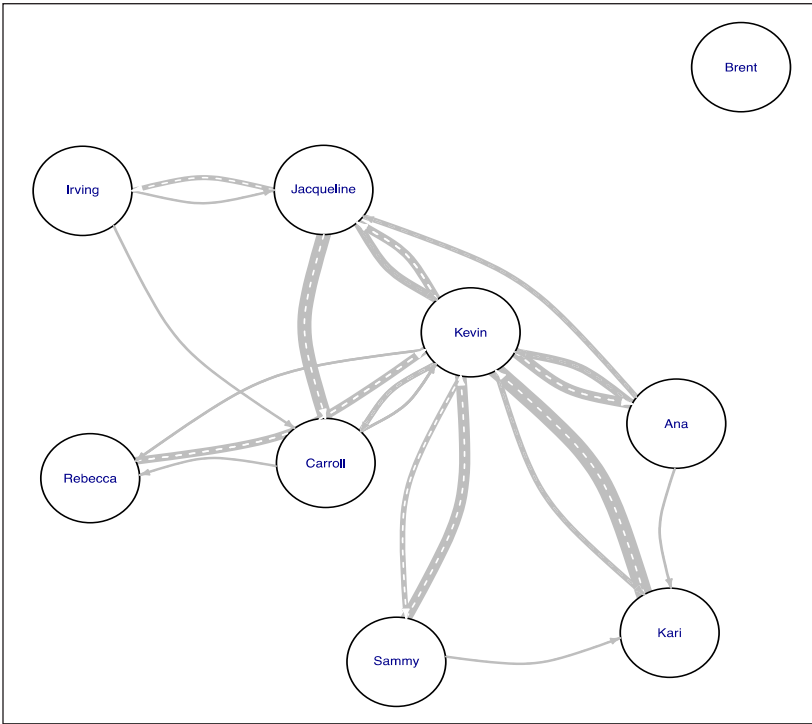 Brent
Irving
Jacqueline
Kevin
Ana
Carroll
Rebecca
Kari
Sammy